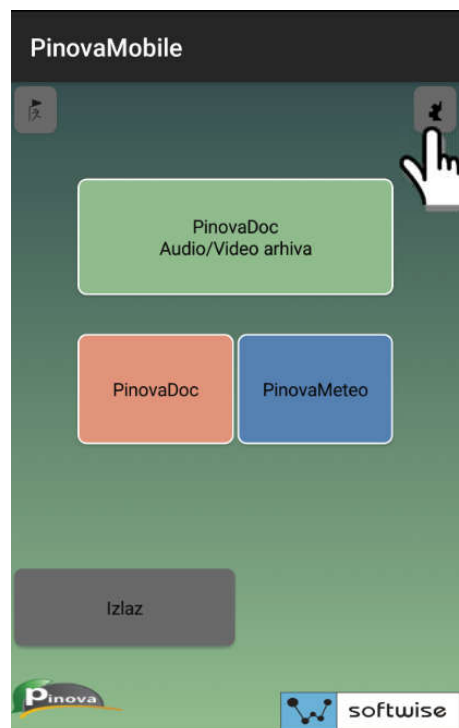 PinovaMobile
PinovaDoc
Audio/Video arhiva
PinovaDoc
PinovaMeteo
Izlaz
Pinova
softwise